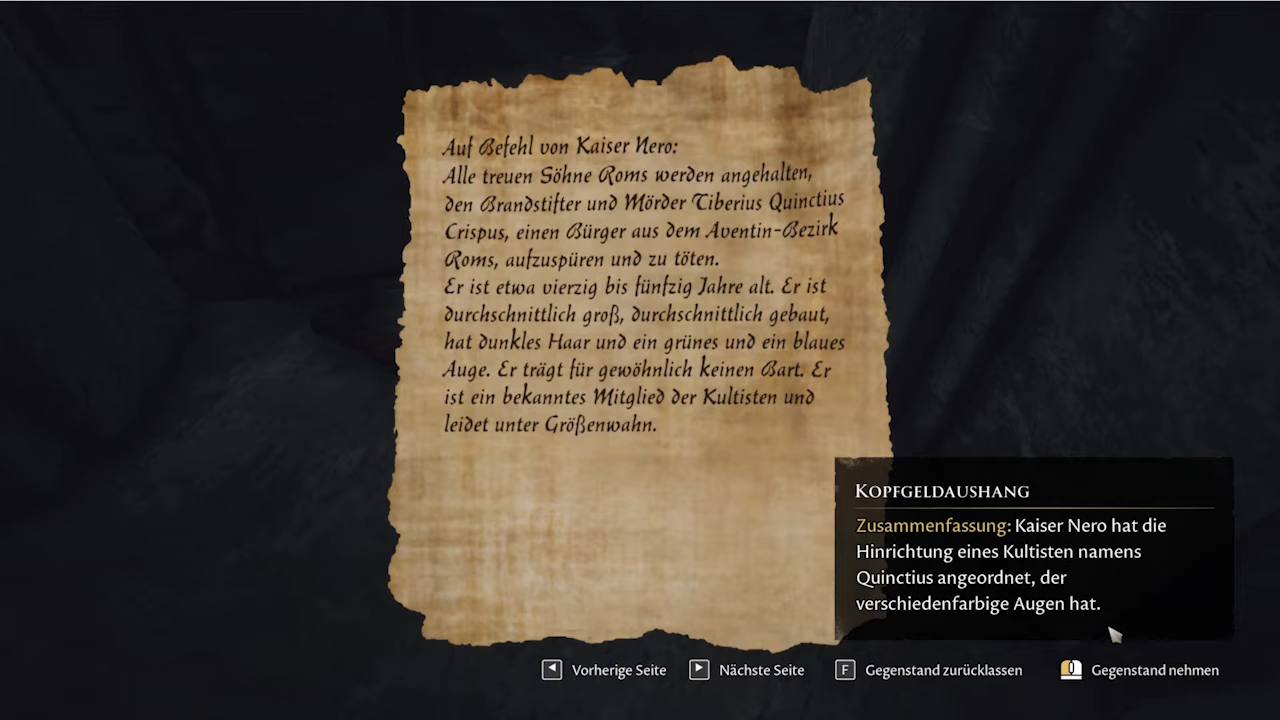 Auf Befehl von Kaiser Nero:
Alle treuen Söhne Roms werden angehalten,
den Brandstifter und Mörder Tiberius Quinctius
Crispus, einen Bürger aus dem Aventin-Bezirk
Roms, aufzuspüren und zu töten.
Er ist etwa vierzig bis fünfzig Jahre alt. Er ist
durchschnittlich groß, durchschnittlich gebaut,
hat dunkles Haar und ein grünes und ein blaues
Auge. Er trägt für gewöhnlich keinen Bart. Er
ist ein bekanntes Mitglied der Kultisten und
leidet unter Größenwahn.
Kopfgeldaushang
Zusammenfassung: Kaiser Nero hat die
Hinrichtung eines Kultisten namens
Quinctius angeordnet, der
verschiedenfarbige Augen hat.
Vorherige Seite Nächste Seite F Gegenstand zurücklassen Gegenstand nehmen